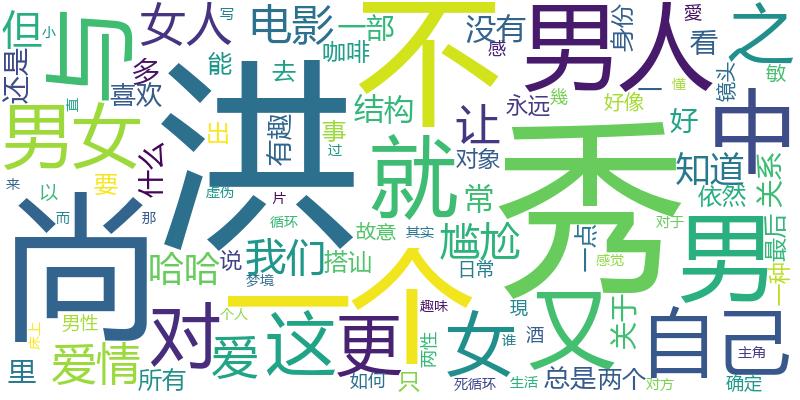 但 与 女人 写 电影 一部 不 没有 男人 身份 愛 看 之
小 还是 多 能 去 咖啡 感 一 镜头 敏
喜欢 洪 结构 永远 幾 好像 懂 中
直 男女 出 有趣 事 就 让 对象 秀 好 知道
什么 要 过 常 依然 关系
来 以 虚伪 片
尚 而 那 循环 故意 其实 尴尬 一点 对于 男 最后
哈哈 说 我们 搭讪 日常 感觉 一种
梦境 一个
男性 对 个人 这 更 趣味 女 現 又 关于 自己
床上 爱情 爱 两性 谁 酒 主角
里 所有 如何 只 死循环 生活 总是 两个 对方 确定